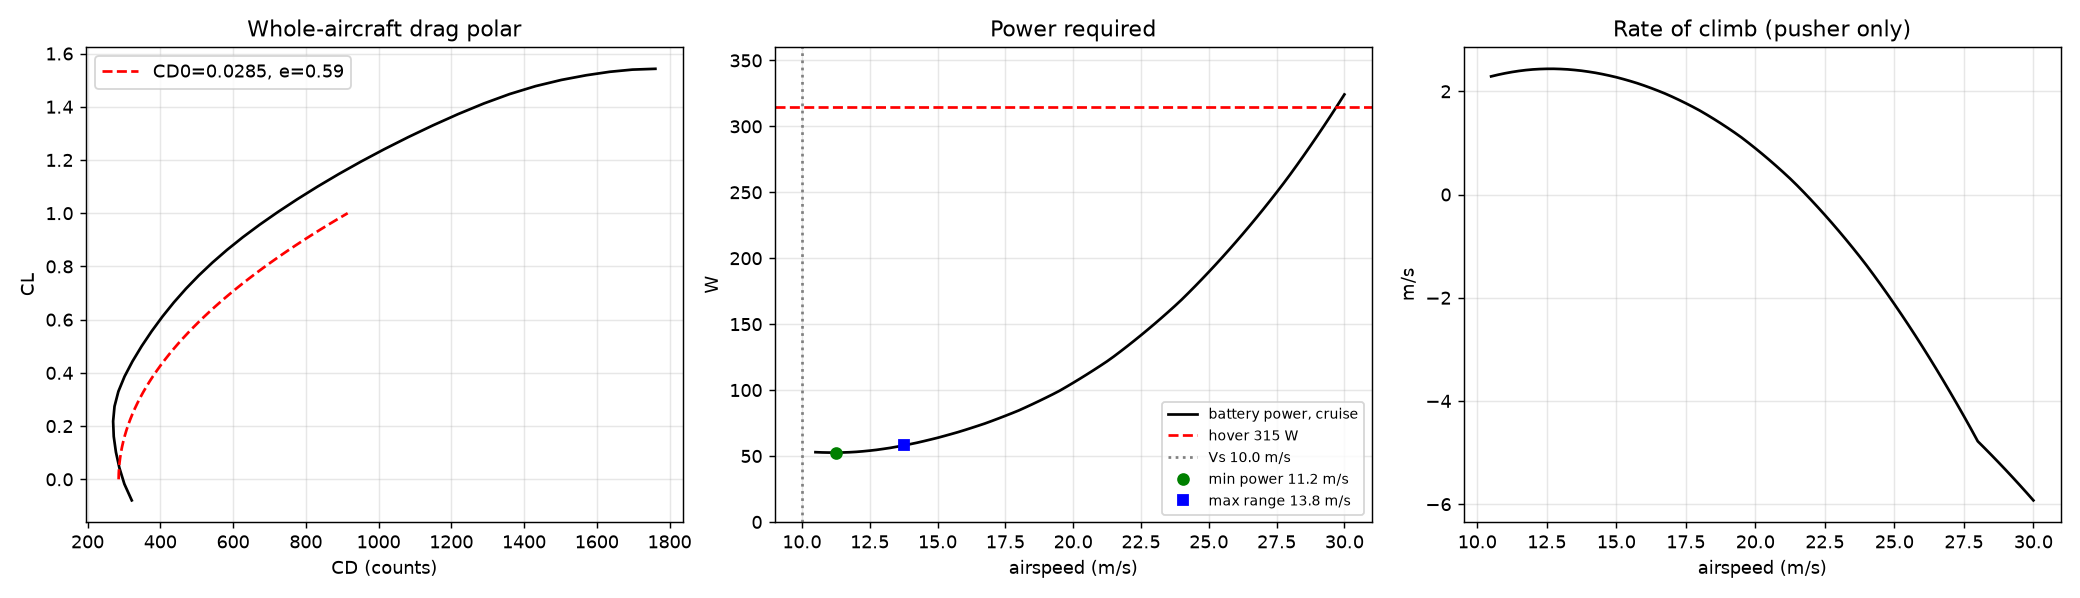 Whole-aircraft drag polar
CD0=0.0285, e=0.59
1.6
1.4
1.2
1.0
0.8
0.6
0.4
0.2
0.0
CL
200 400 600 800 1000 1200 1400 1600 1800
CD (counts)
Power required
350
300
250
200
150
100
50
0
W
battery power, cruise
hover 315 W
Vs 10.0 m/s
min power 11.2 m/s
max range 13.8 m/s
10.0 12.5 15.0 17.5 20.0 22.5 25.0 27.5 30.0
airspeed (m/s)
Rate of climb (pusher only)
2
0
−2
−4
−6
m/s
10.0 12.5 15.0 17.5 20.0 22.5 25.0 27.5 30.0
airspeed (m/s)